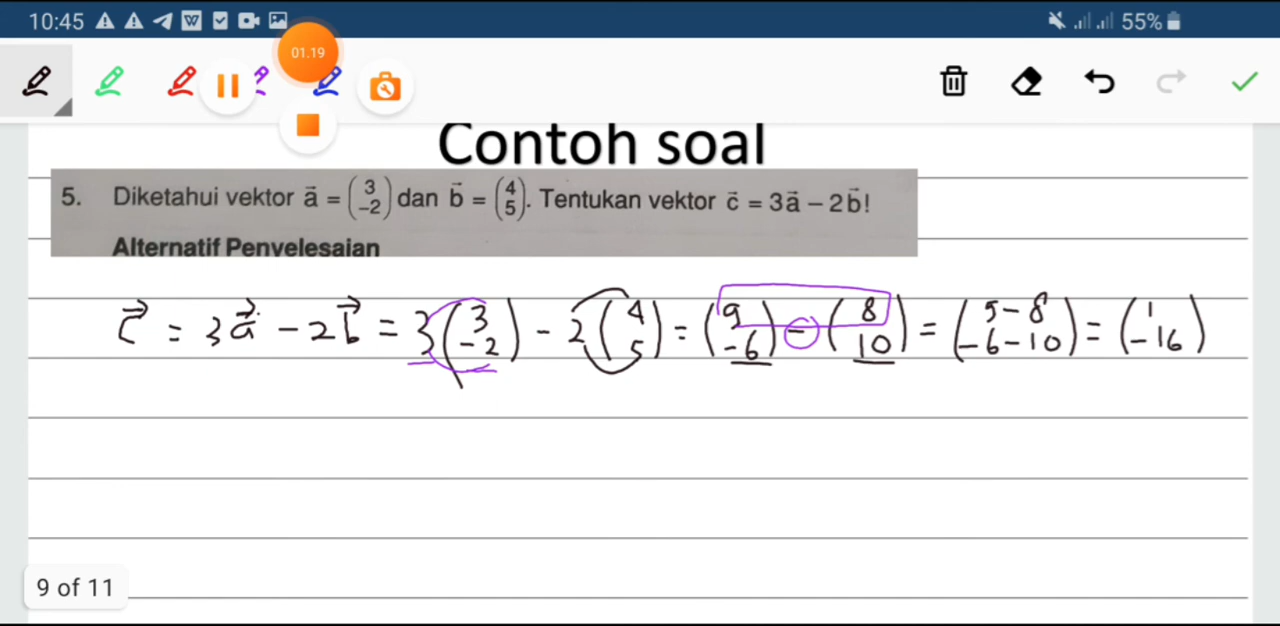 10:45 55%
01.19
Contoh soal
5. Diketahui vektor a⃗ = (3 -2) dan b⃗ = (4 5). Tentukan vektor c⃗ = 3a⃗ – 2b⃗!
Alternatif Penyelesaian
c⃗ = 3a⃗ - 2b⃗ = 3(3 -2) - 2(4 5) = (9 -6) - (8 10) = (9-8 -6-10) = (1 -16)
9 of 11